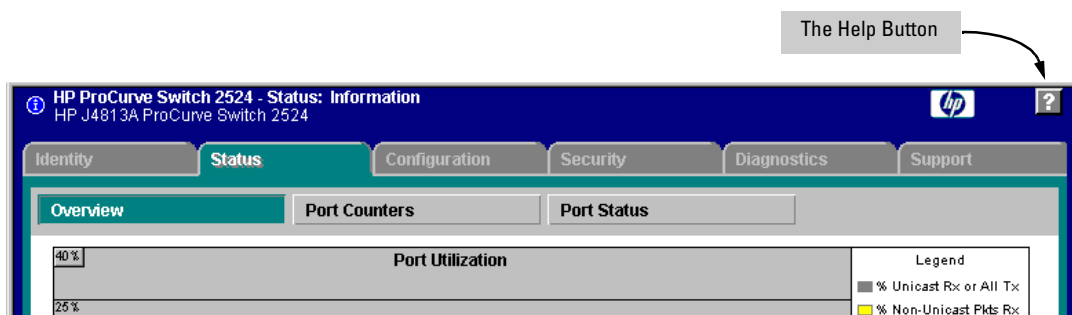 The Help Button
HP ProCurve Switch 2524 - Status: Information
HP J4813A ProCurve Switch 2524
hp
?
Identity
Status
Configuration
Security
Diagnostics
Support
Overview
Port Counters
Port Status
40%
Port Utilization
Legend
% Unicast Rx or All Tx
25%
% Non-Unicast Pkts Rx